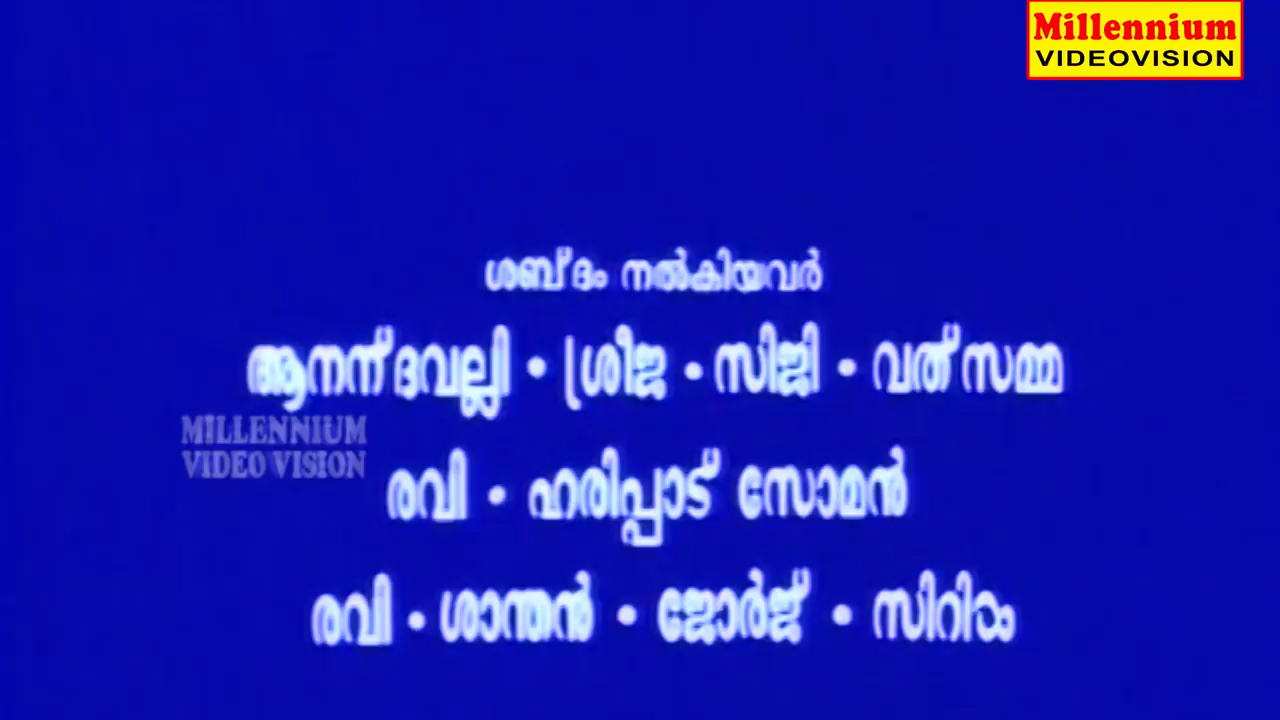 Millennium
VIDEOVISION
ശബ്ദം നൽകിയവർ
ആനന്ദവല്ലി • ശ്രീജ • സിജി • വത്സമ്മ
MILLENNIUM
VIDEO VISION
രവി • ഹരിപ്പാട് സോമൻ
രവി • ശാന്തൻ • ജോർജ് •